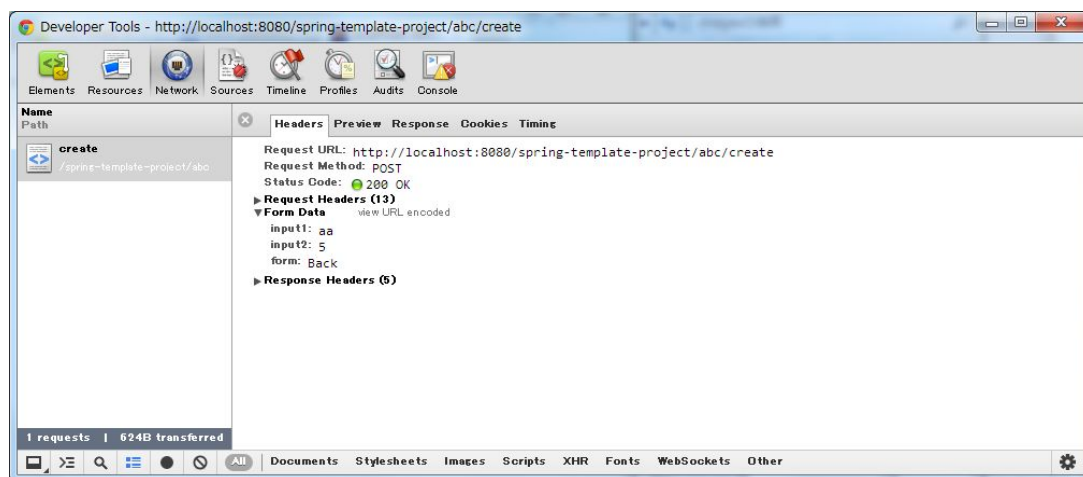 Developer Tools - http://localhost:8080/spring-template-project/abc/create
Elements Resources Network Sources Timeline Profiles Audits Console
Name
Path
Headers Preview Response Cookies Timing
create
/spring-template-project/abc
Request URL: http://localhost:8080/spring-template-project/abc/create
Request Method: POST
Status Code: 200 OK
Request Headers (13)
Form Data view URL encoded
input1: aa
input2: 5
form: Back
Response Headers (5)
1 requests | 624B transferred
All Documents Stylesheets Images Scripts XHR Fonts WebSockets Other